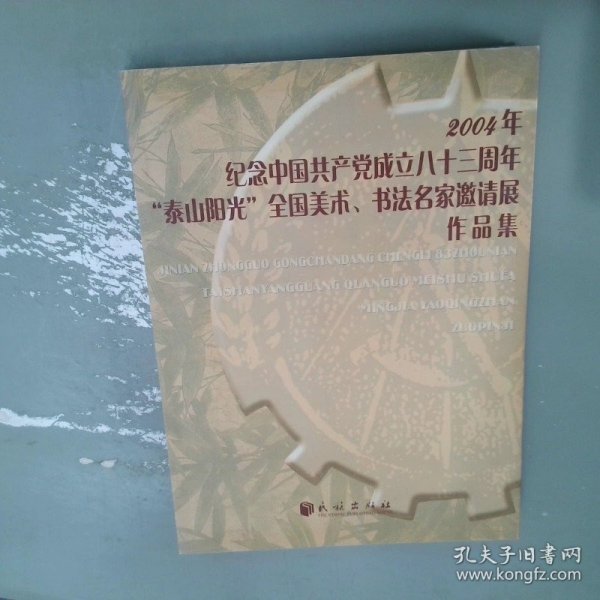 2004年
纪念中国共产党成立八十三周年
“泰山阳光”全国美术、书法名家邀请展
作品集
JINIAN ZHONGGUO GONGCHANDANG CHENGLI 83ZHOUNIAN
TAISHANYANGGUANG QUANGUO MEISHU SHUFA
MINGJIA YAOQINGZHAN
ZUOPINJI
民族出版社
孔夫子旧书网
www.kongfz.com